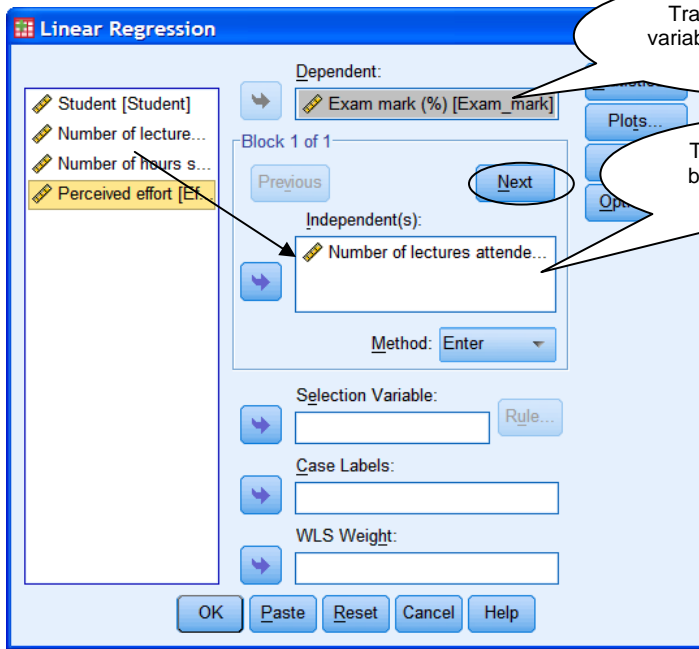 Linear Regression
Tra
variab
Student [Student]
Number of lecture...
Number of hours s...
Perceived effort [Ef...
Dependent:
Exam mark (%) [Exam_mark]
Plots...
Block 1 of 1
Previous
Next
T
b
Opt
Independent(s):
Number of lectures attende...
Method: Enter
Selection Variable:
Rule...
Case Labels:
WLS Weight:
OK Paste Reset Cancel Help